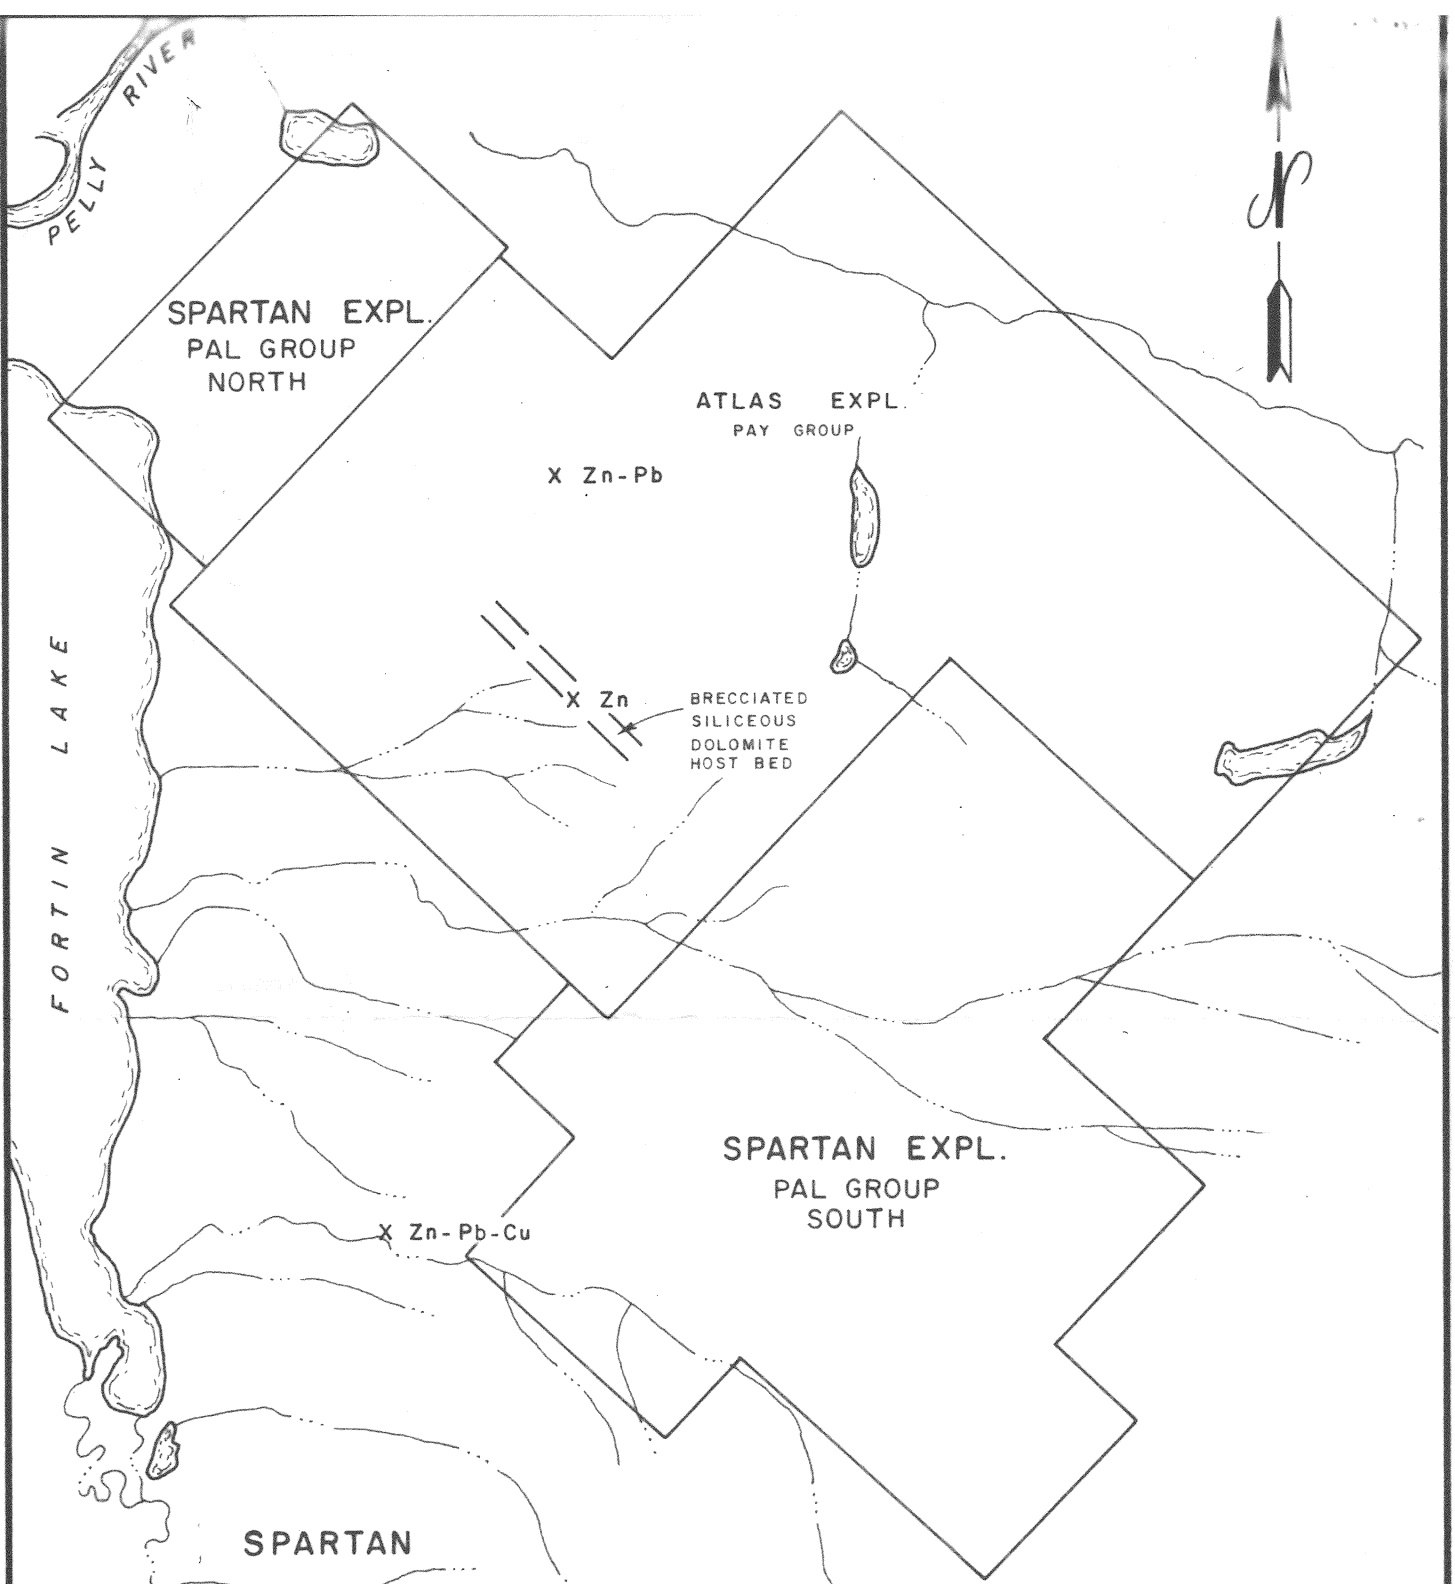 PELLY RIVER
N
SPARTAN EXPL.
PAL GROUP
NORTH
ATLAS EXPL.
PAY GROUP
X Zn-Pb
X Zn
BRECCIATED
SILICEOUS
DOLOMITE
HOST BED
FORTIN LAKE
SPARTAN EXPL.
PAL GROUP
SOUTH
X Zn-Pb-Cu
SPARTAN